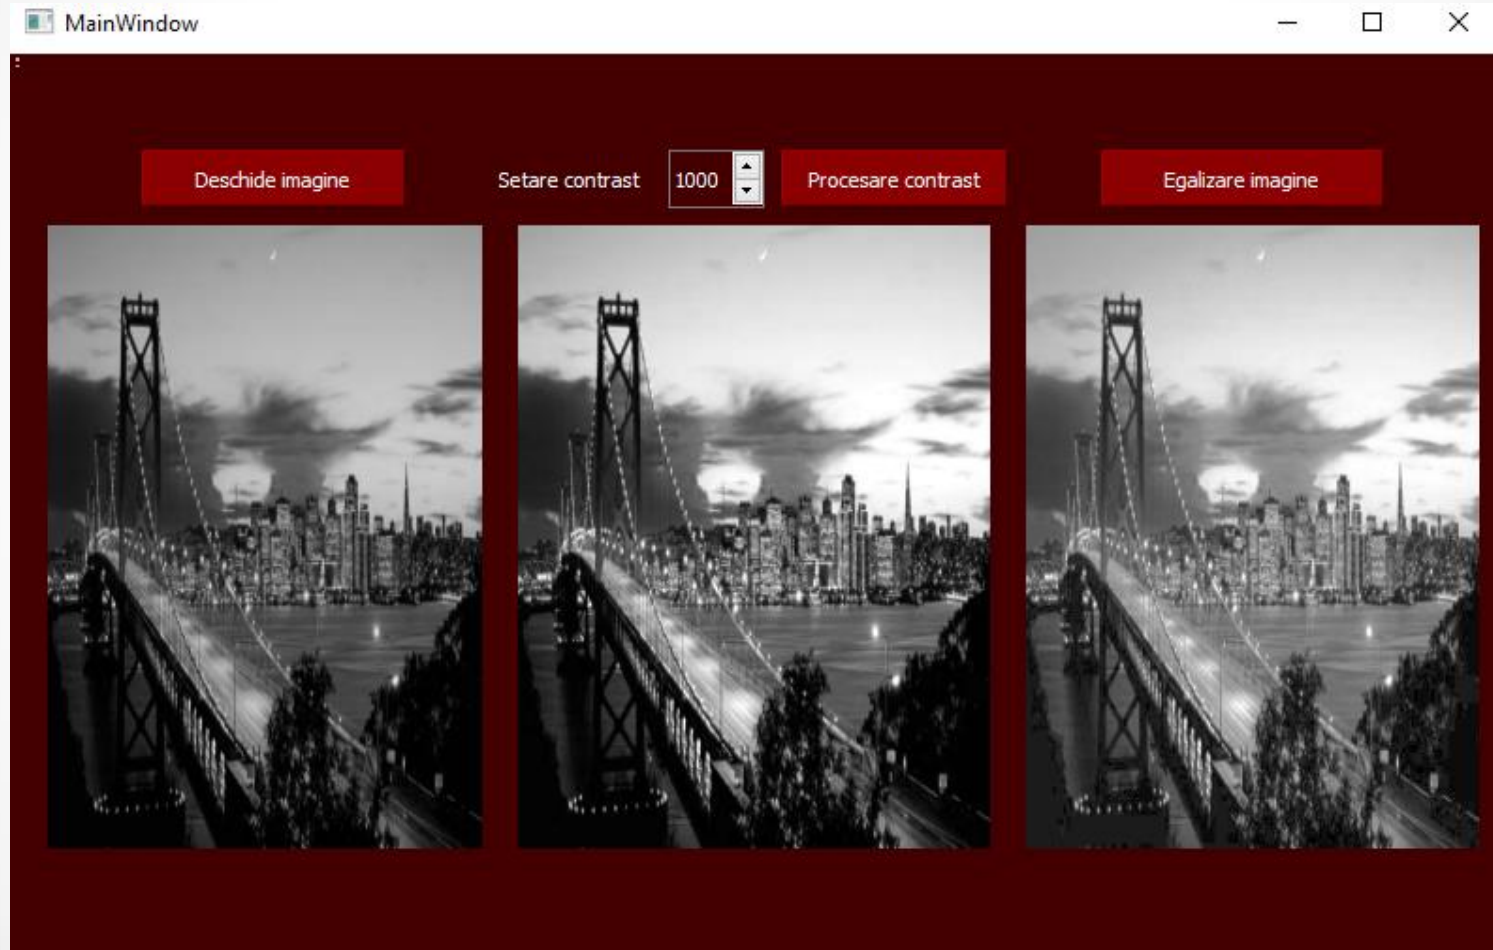 MainWindow
Deschide imagine
Setare contrast
1000
Procesare contrast
Egalizare imagine